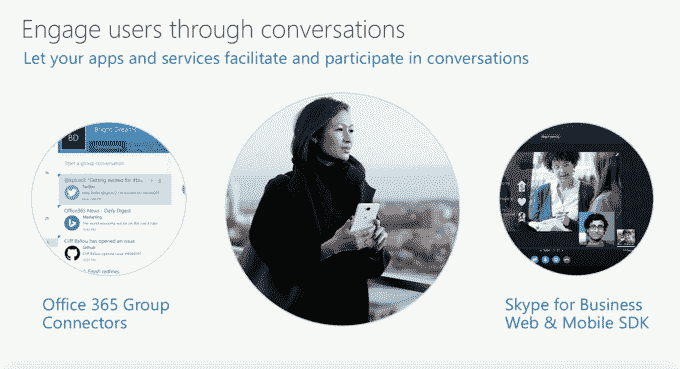 Engage users through conversations
Let your apps and services facilitate and participate in conversations
BD
Bright Dreams
Start a group conversation
Twitter
Office365 News - Daily Digest
Marketing
Cliff Ballou has opened an issue
GitHub
Office 365 Group
Connectors
Skype for Business
Web & Mobile SDK